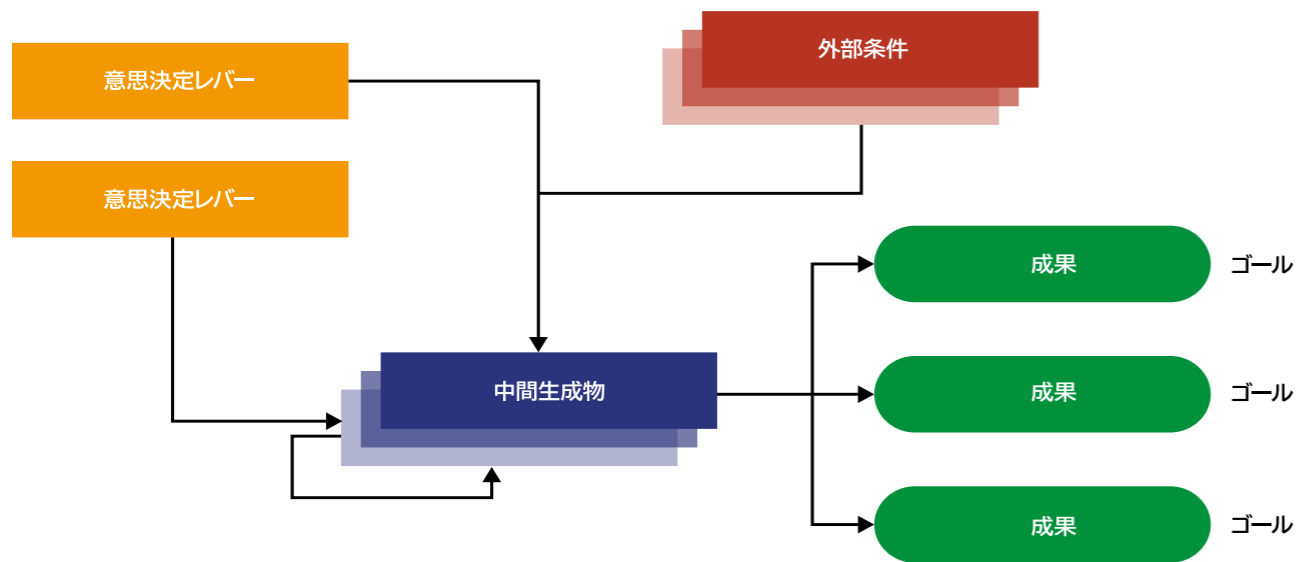 意思決定レバー
外部条件
意思決定レバー
成果
ゴール
中間生成物
成果
ゴール
成果
ゴール